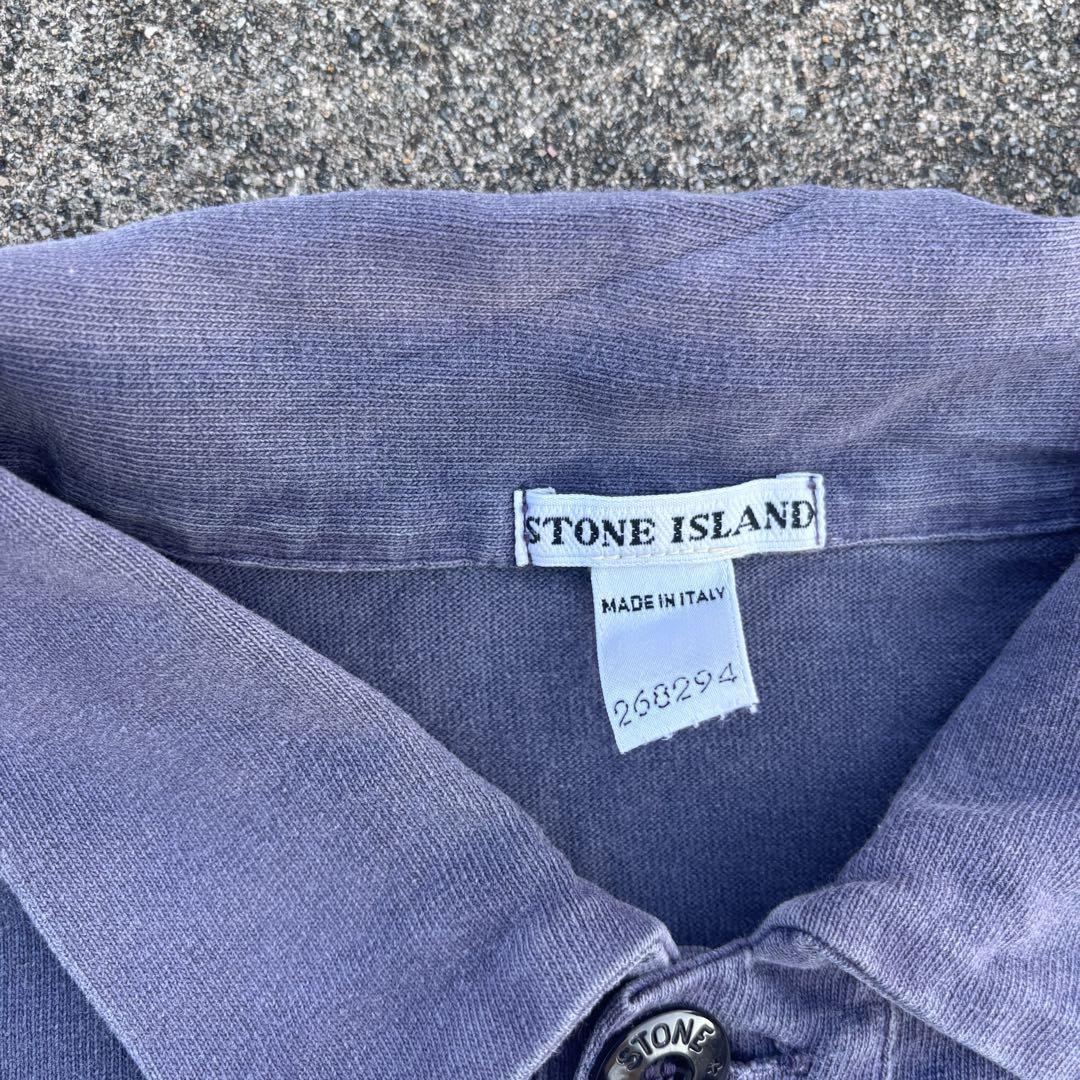 STONE ISLAND
MADE IN ITALY
268294
STONE